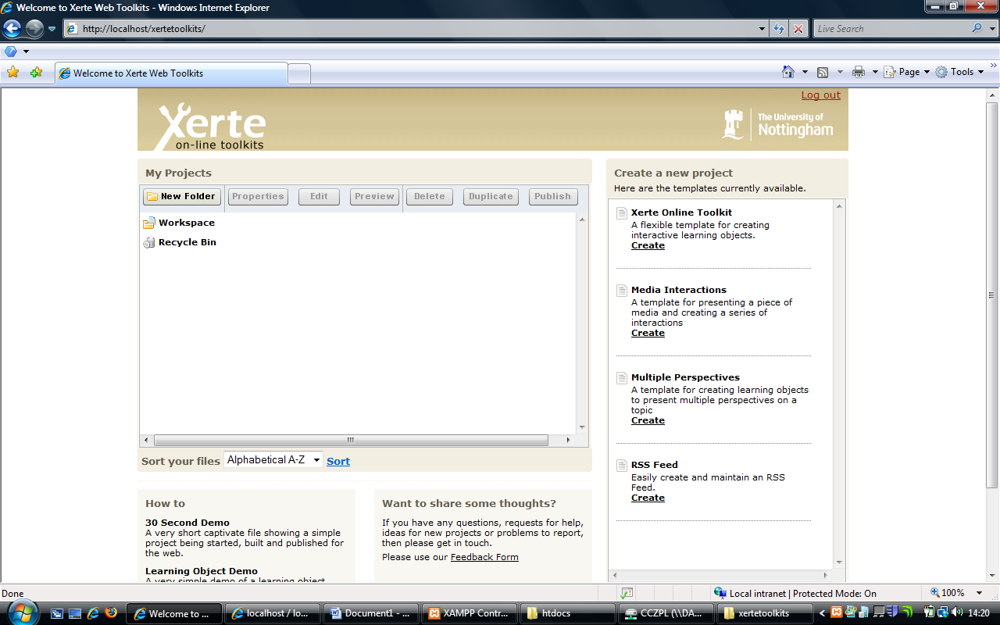 Welcome to Xerte Web Toolkits - Windows Internet Explorer
http://localhost/xertetoolkits/
Live Search
Welcome to Xerte Web Toolkits
Page
Tools
Log out
Xerte
on-line toolkits
The University of
Nottingham
My Projects
New Folder
Properties
Edit
Preview
Delete
Duplicate
Publish
Workspace
Recycle Bin
Sort your files
Alphabetical A-Z
Sort
Create a new project
Here are the templates currently available.
Xerte Online Toolkit
A flexible template for creating
interactive learning objects.
Create
Media Interactions
A template for presenting a piece of
media and creating a series of
interactions
Create
Multiple Perspectives
A template for creating learning objects
to present multiple perspectives on a
topic
Create
RSS Feed
Easily create and maintain an RSS
Feed.
Create
How to
30 Second Demo
A very short captivate file showing a simple
project being started, built and published for
the web.
Learning Object Demo
A very simple demo of a learning object
Want to share some thoughts?
If you have any questions, requests for help,
ideas for new projects or problems to report,
then please get in touch.
Please use our Feedback Form
Done
Local intranet | Protected Mode: On
100%
Welcome to ...
localhost / lo...
Document1 - ...
XAMPP Contr...
htdocs
CCZPL (\\DA...
xertetoolkits
14:20